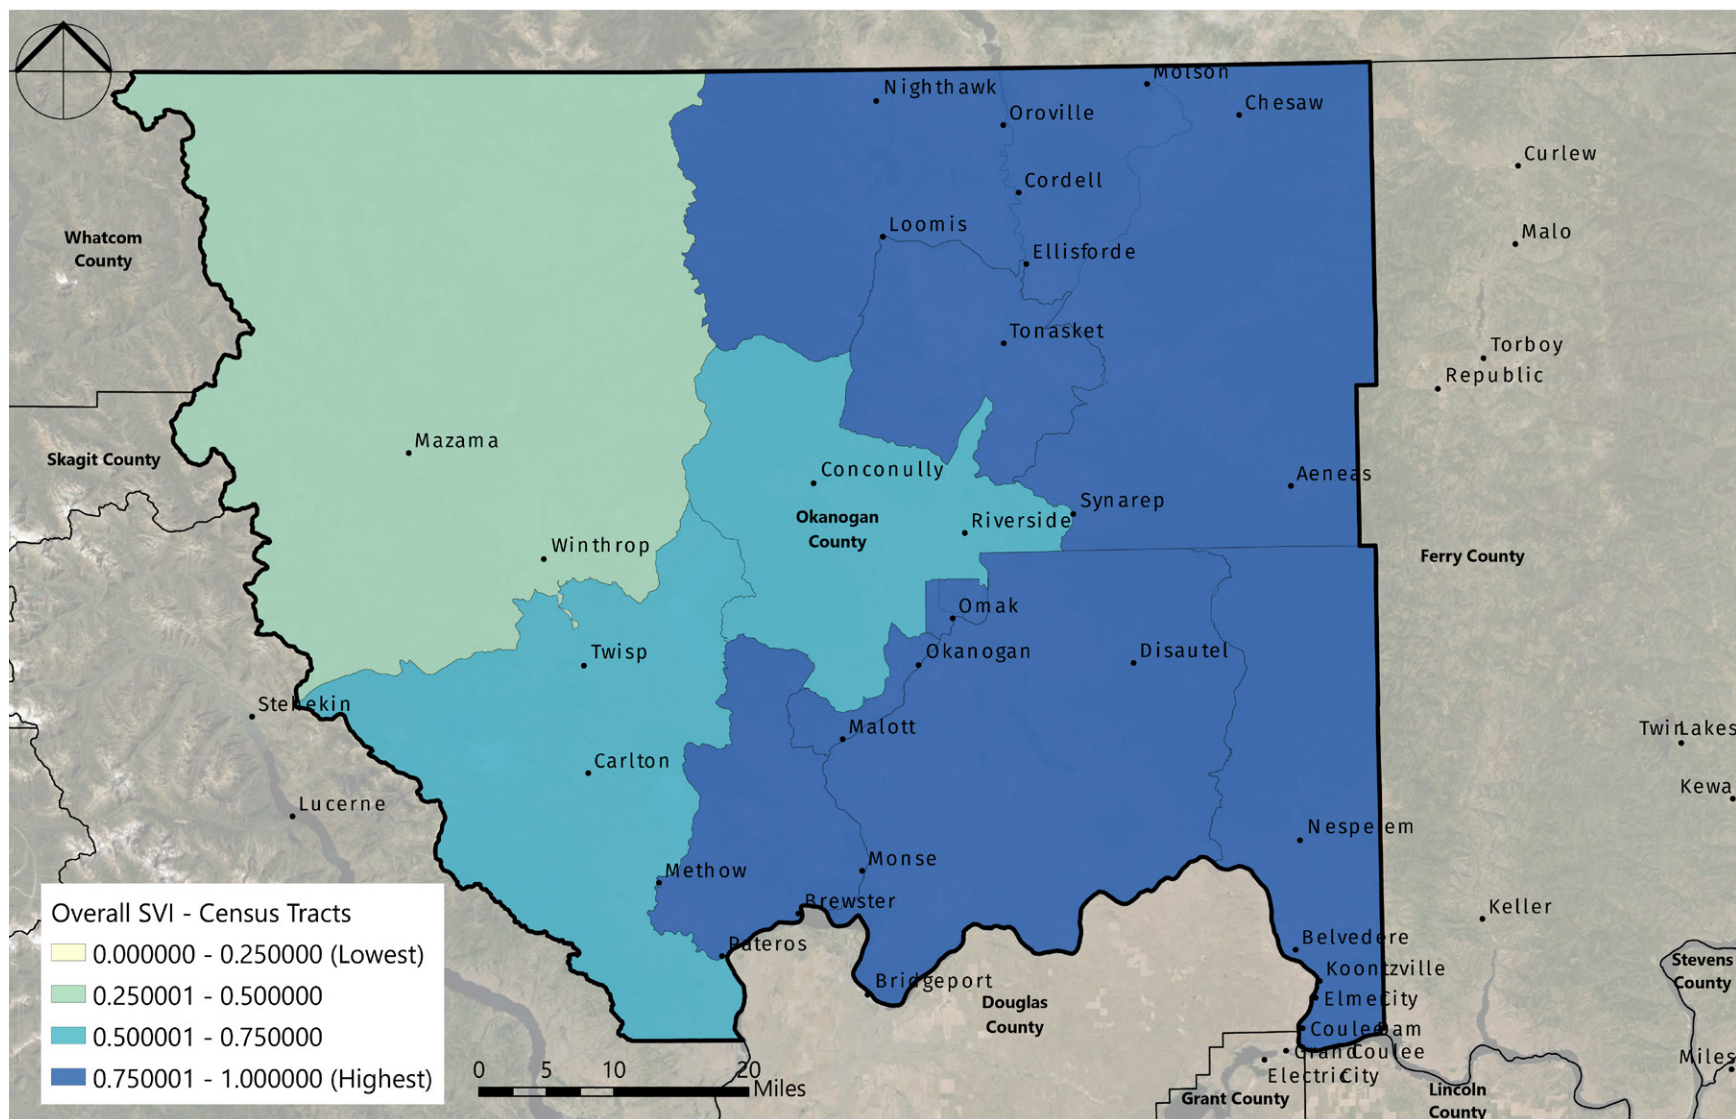 Nighthawk
Molson
Oroville
Chesaw
Curlew
Cordell
Loomis
Whatcom
County
Malo
Ellisforde
Tonasket
Torboy
Republic
Mazama
Skagit County
Conconully
Aeneas
Synarep
Okanogan
County
Riverside
Winthrop
Ferry County
Omak
Twisp
Okanogan
Disautel
Stehekin
Malott
Twin Lakes
Carlton
Kewa
Lucerne
Nespelem
Monse
Methow
Brewster
Keller
Pateros
Belvedere
Koontzville
Stevens
County
Bridgeport
Douglas
County
Elmer City
Coulee Dam
Grand Coulee
Electric City
Miles
Grant County
Lincoln
County
Overall SVI - Census Tracts
0.000000 - 0.250000 (Lowest)
0.250001 - 0.500000
0.500001 - 0.750000
0.750001 - 1.000000 (Highest)
0 5 10 20
Miles